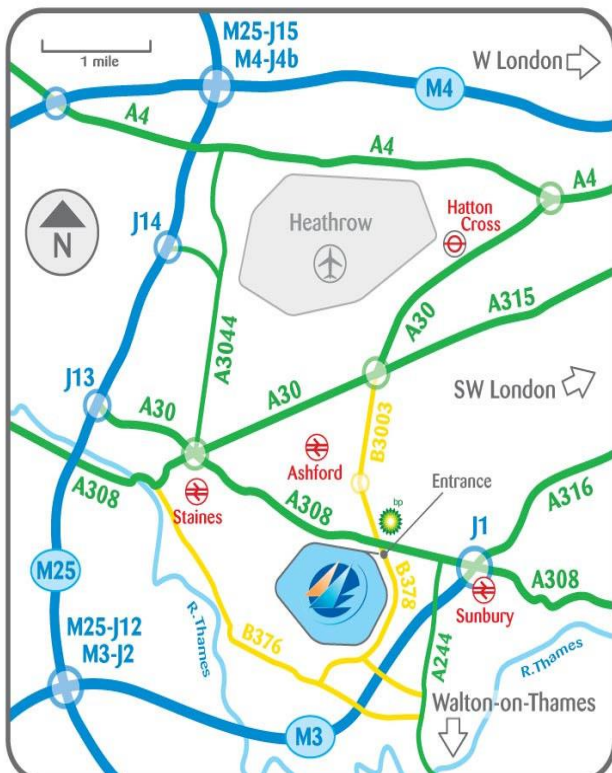 M25-J15
M4-J4b
W London
1 mile
M4
A4
A4
A4
Hatton
Cross
J14
Heathrow
N
A315
A30
A3044
J13
A30
A30
SW London
B3003
Ashford
A308
Staines
A308
bp
Entrance
A316
J1
M25
B378
A308
Sunbury
M25-J12
M3-J2
R.Thames
B376
A244
R.Thames
Walton-on-Thames
M3